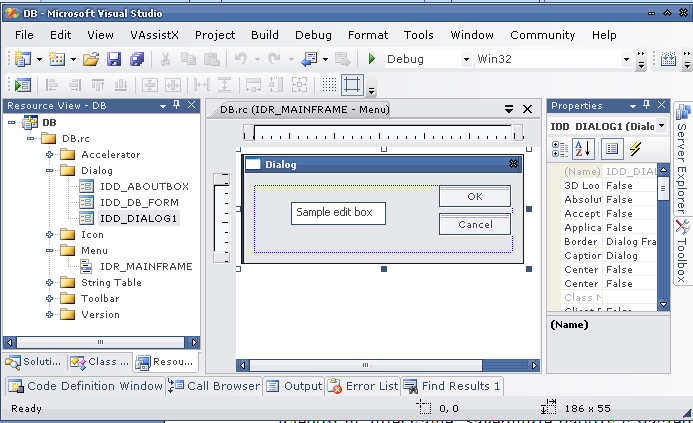 DB - Microsoft Visual Studio
File Edit View VAssistX Project Build Debug Format Tools Window Community Help
Debug Win32
Resource View - DB
DB
DB.rc
Accelerator
Dialog
IDD_ABOUTBOX
IDD_DB_FORM
IDD_DIALOG1
Icon
Menu
IDR_MAINFRAME
String Table
Toolbar
Version
Soluti... Class ... Resou...
DB.rc (IDR_MAINFRAME - Menu)
Dialog
Sample edit box
OK
Cancel
Properties
IDD_DIALOG1 (Dialo
(Name) IDD_DIAL
3D Loo False
Absolut False
Accept False
Applica False
Border Dialog Fra
Caption Dialog
Center False
Center False
Class N
False
(Name)
Server Explorer
Toolbox
Code Definition Window Call Browser Output Error List Find Results 1
Ready 0, 0 186 x 55